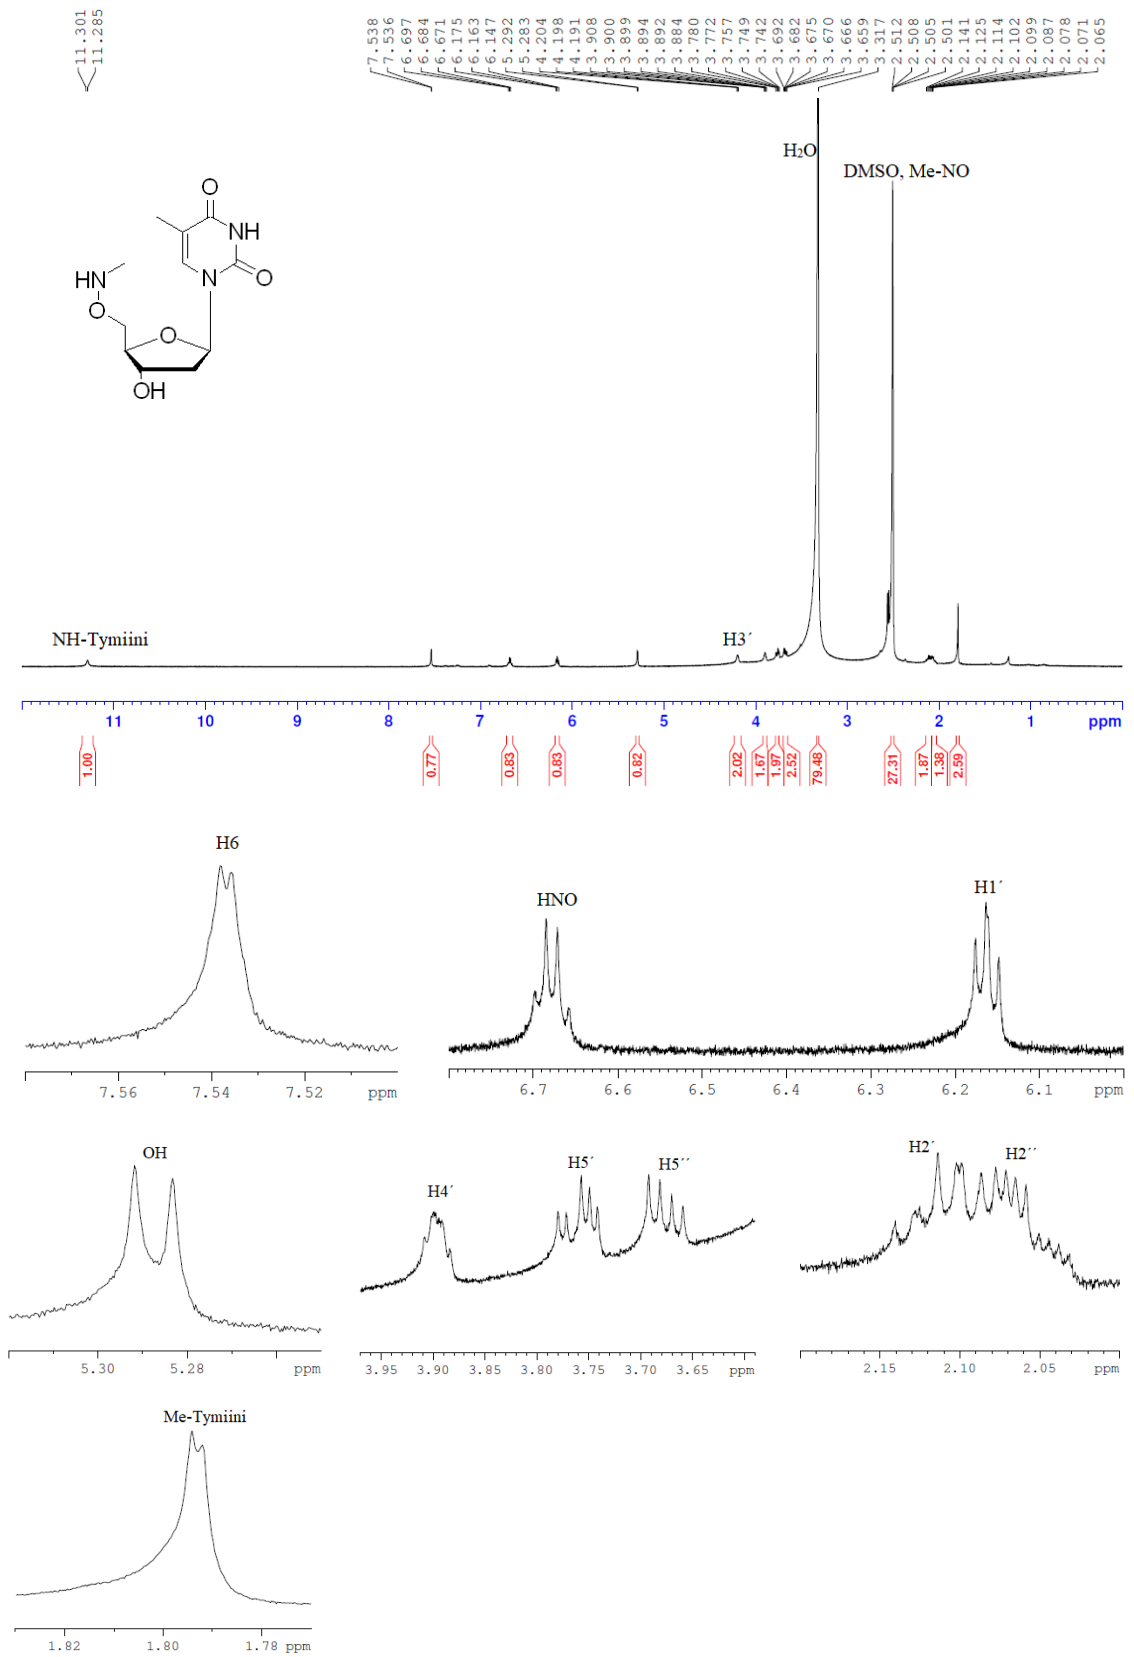 11.301
11.285
7.538
7.536
6.697
6.684
6.671
6.175
6.163
6.147
5.292
5.283
4.204
4.198
4.191
3.908
3.900
3.899
3.894
3.892
3.884
3.780
3.772
3.757
3.749
3.742
3.692
3.682
3.675
3.670
3.666
3.659
3.317
2.512
2.508
2.505
2.501
2.141
2.125
2.114
2.102
2.099
2.087
2.078
2.071
2.065
H₂O
DMSO, Me-NO
O
NH
HN
N
O
O
O
OH
NH-Tymiini
H3´
11 10 9 8 7 6 5 4 3 2 1 ppm
1.00
0.77
0.83
0.83
0.82
2.02
1.67
1.97
2.52
79.48
27.31
1.87
1.38
2.59
H6
7.56 7.54 7.52 ppm
HNO
H1´
6.7 6.6 6.5 6.4 6.3 6.2 6.1 ppm
OH
5.30 5.28 ppm
H4´
H5´
H5´´
3.95 3.90 3.85 3.80 3.75 3.70 3.65 ppm
H2´
H2´´
2.15 2.10 2.05 ppm
Me-Tymiini
1.82 1.80 1.78 ppm